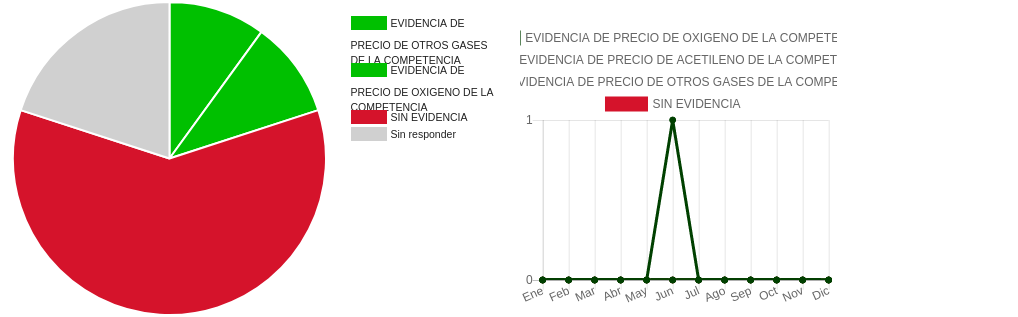 EVIDENCIA DE
PRECIO DE OTROS GASES
DE LA COMPETENCIA
EVIDENCIA DE
PRECIO DE OXIGENO DE LA
COMPETENCIA
SIN EVIDENCIA
Sin responder
EVIDENCIA DE PRECIO DE OXIGENO DE LA COMPETE
EVIDENCIA DE PRECIO DE ACETILENO DE LA COMPET
VIDENCIA DE PRECIO DE OTROS GASES DE LA COMPE
SIN EVIDENCIA
1
0
Ene Feb Mar Abr May Jun Jul Ago Sep Oct Nov Dic